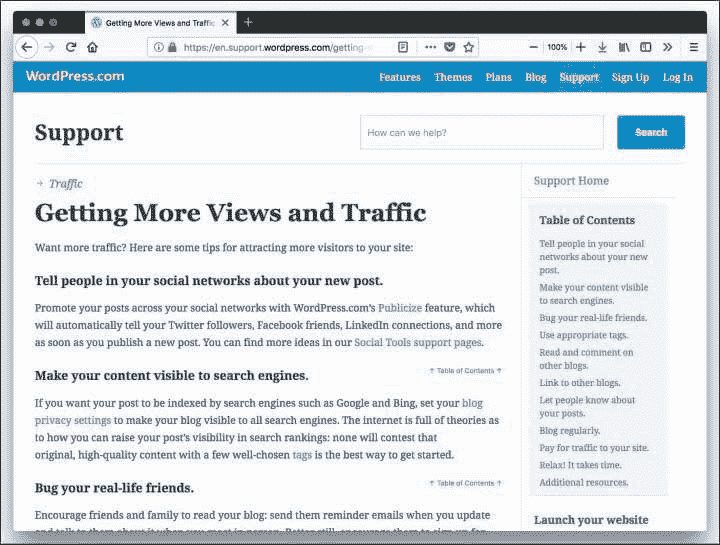 Getting More Views and Traffic
https://en.support.wordpress.com/getting-
100%
WordPress.com
Features Themes Plans Blog Support Sign Up Log In
Support
How can we help?
Search
→ Traffic
Getting More Views and Traffic
Want more traffic? Here are some tips for attracting more visitors to your site:
Tell people in your social networks about your new post.
Promote your posts across your social networks with WordPress.com's Publicize feature, which
will automatically tell your Twitter followers, Facebook friends, LinkedIn connections, and more
as soon as you publish a new post. You can find more ideas in our Social Tools support pages.
Make your content visible to search engines.
↑ Table of Contents ↑
If you want your post to be indexed by search engines such as Google and Bing, set your blog
privacy settings to make your blog visible to all search engines. The internet is full of theories as
to how you can raise your post's visibility in search rankings: none will contest that
original, high-quality content with a few well-chosen tags is the best way to get started.
Bug your real-life friends.
↑ Table of Contents ↑
Encourage friends and family to read your blog: send them reminder emails when you update
Support Home
Table of Contents
Tell people in your social
networks about your new
post.
Make your content visible
to search engines.
Bug your real-life friends.
Use appropriate tags.
Read and comment on
other blogs.
Link to other blogs.
Let people know about
your posts.
Blog regularly.
Pay for traffic to your site.
Relax! It takes time.
Additional resources.
Launch your website